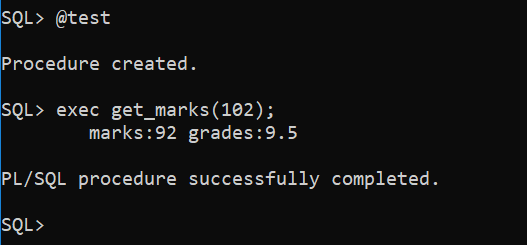 SQL> @test
Procedure created.
SQL> exec get_marks(102);
marks:92 grades:9.5
PL/SQL procedure successfully completed.
SQL>